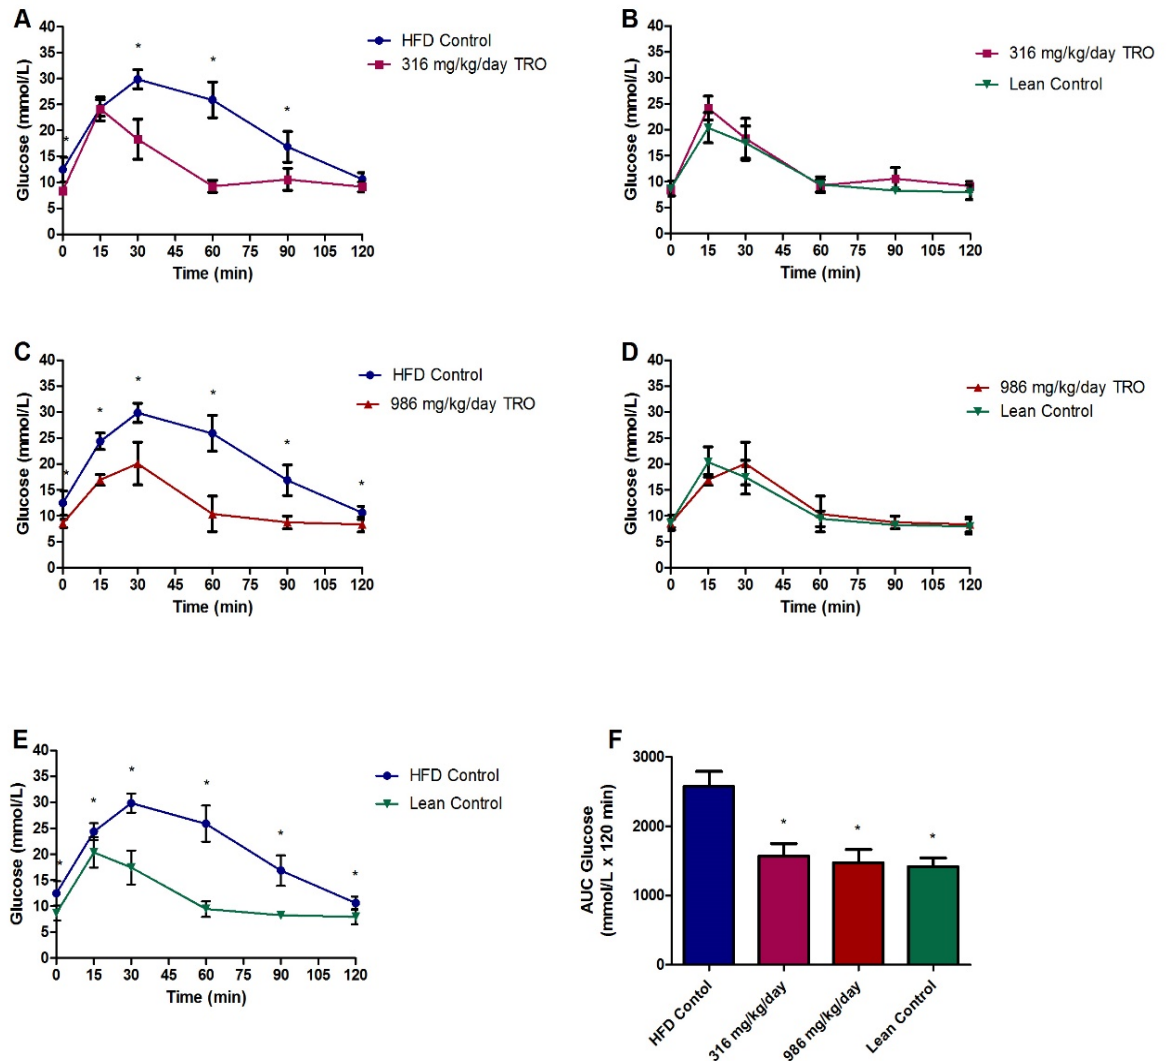 A
HFD Control
316 mg/kg/day TRO
Glucose (mmol/L)
40
35
30
25
20
15
10
5
0
* * * *
0 15 30 45 60 75 90 105 120
Time (min)
B
316 mg/kg/day TRO
Lean Control
Glucose (mmol/L)
40
35
30
25
20
15
10
5
0
0 15 30 45 60 75 90 105 120
Time (min)
C
HFD Control
986 mg/kg/day TRO
Glucose (mmol/L)
40
35
30
25
20
15
10
5
0
* * * * * *
0 15 30 45 60 75 90 105 120
Time (min)
D
986 mg/kg/day TRO
Lean Control
Glucose (mmol/L)
40
35
30
25
20
15
10
5
0
0 15 30 45 60 75 90 105 120
Time (min)
E
HFD Control
Lean Control
Glucose (mmol/L)
40
35
30
25
20
15
10
5
0
* * * * * *
0 15 30 45 60 75 90 105 120
Time (min)
F
AUC Glucose
(mmol/L x 120 min)
3000
2000
1000
0
* * *
HFD Contol
316 mg/kg/day
986 mg/kg/day
Lean Control